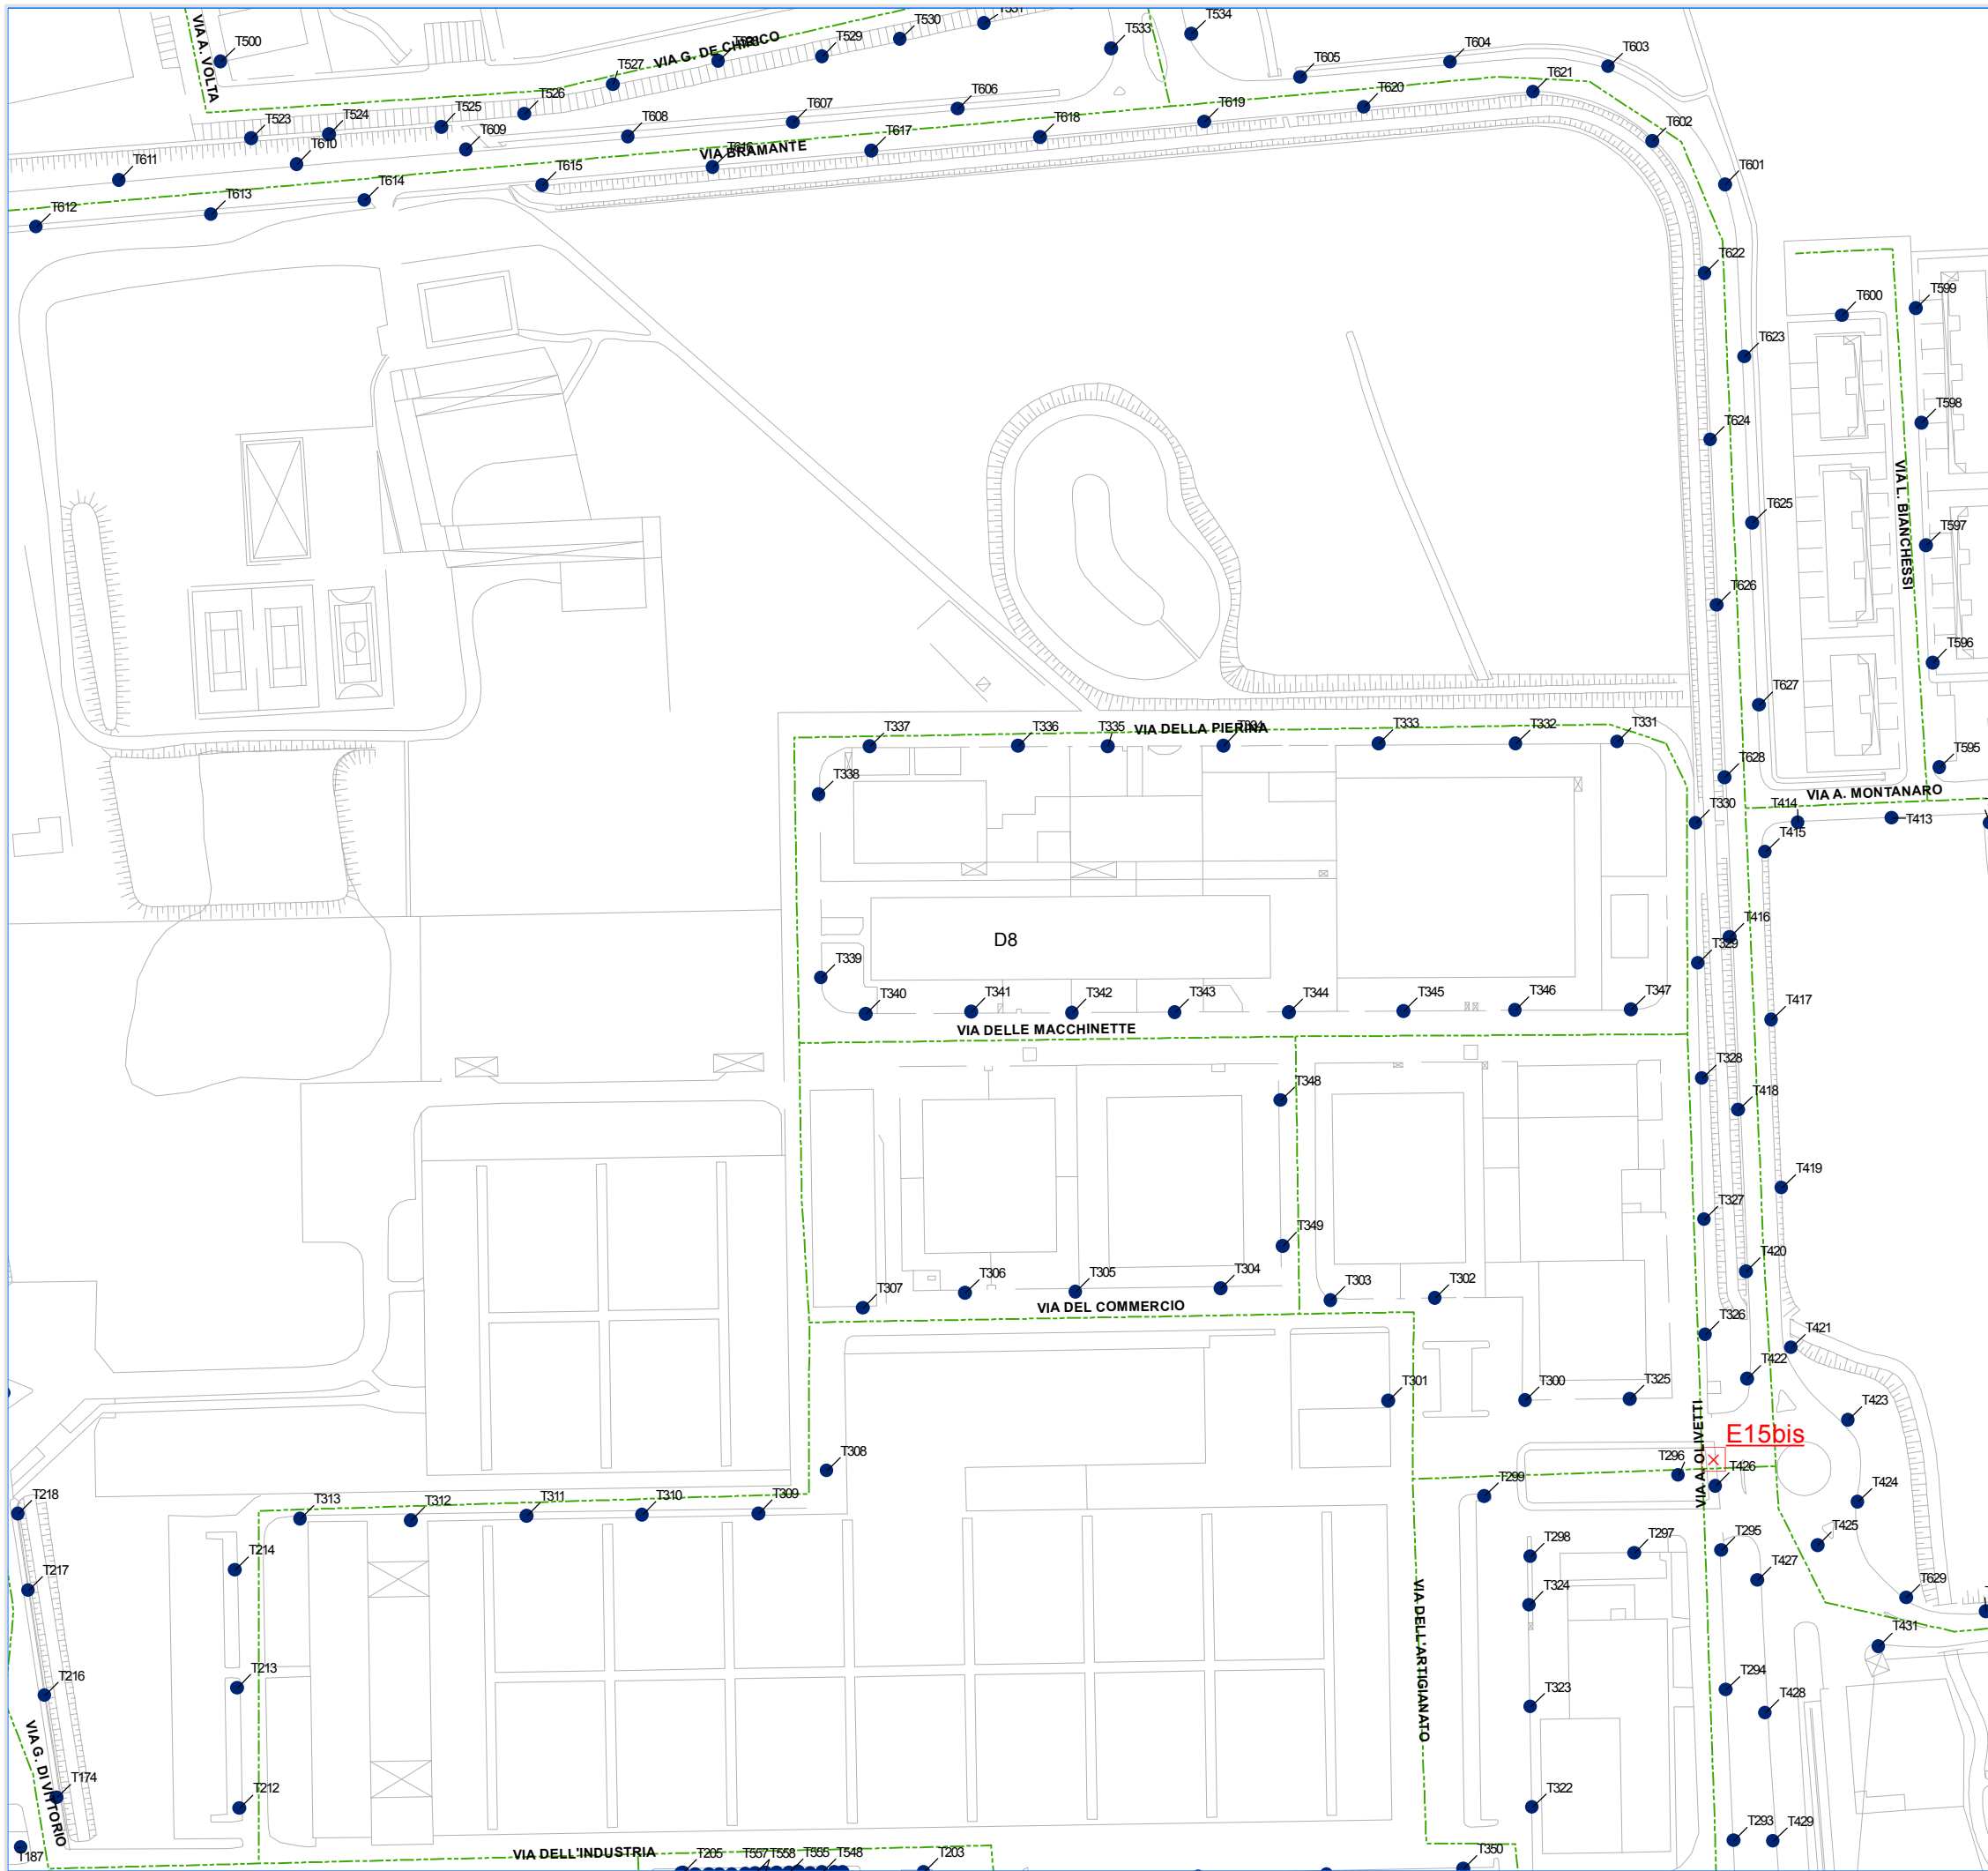 VIA A. VOLTA
T500
T530
T531
T533
T534
VIA G. DE CHIRICO
T529
T604
T603
T605
T527
T621
T526
T606
T620
T523
T524
T525
T607
T619
T608
T618
T602
T609
T617
T610
VIA BRAMANTE
T616
T611
T615
T601
T614
T613
T612
T622
T599
T600
T623
T598
T624
VIA L. BIANCHESSI
T625
T597
T626
T596
T627
T337
T336
T335
VIA DELLA PIERINA
T334
T333
T332
T331
T338
T628
T595
VIA A. MONTANARO
T330
T414
T413
T415
D8
T416
T329
T339
T340
T341
T342
T343
T344
T345
T346
T347
T417
VIA DELLE MACCHINETTE
T328
T348
T418
T419
T327
T349
T420
T307
T306
T305
T304
T303
T302
VIA DEL COMMERCIO
T326
T421
T422
T301
T300
T325
T423
VIA A. OLIVETTI
E15bis
T308
T296
T426
T299
T424
T218
T313
T312
T311
T310
T309
T425
T214
T298
T297
T295
T427
T217
T324
T629
VIA DELL'ARTIGIANATO
T431
T213
T216
T294
T323
T428
VIA G. DI VITTORIO
T174
T212
T322
T293
T429
T187
VIA DELL'INDUSTRIA
T205
T557
T558
T555
T548
T203
T350